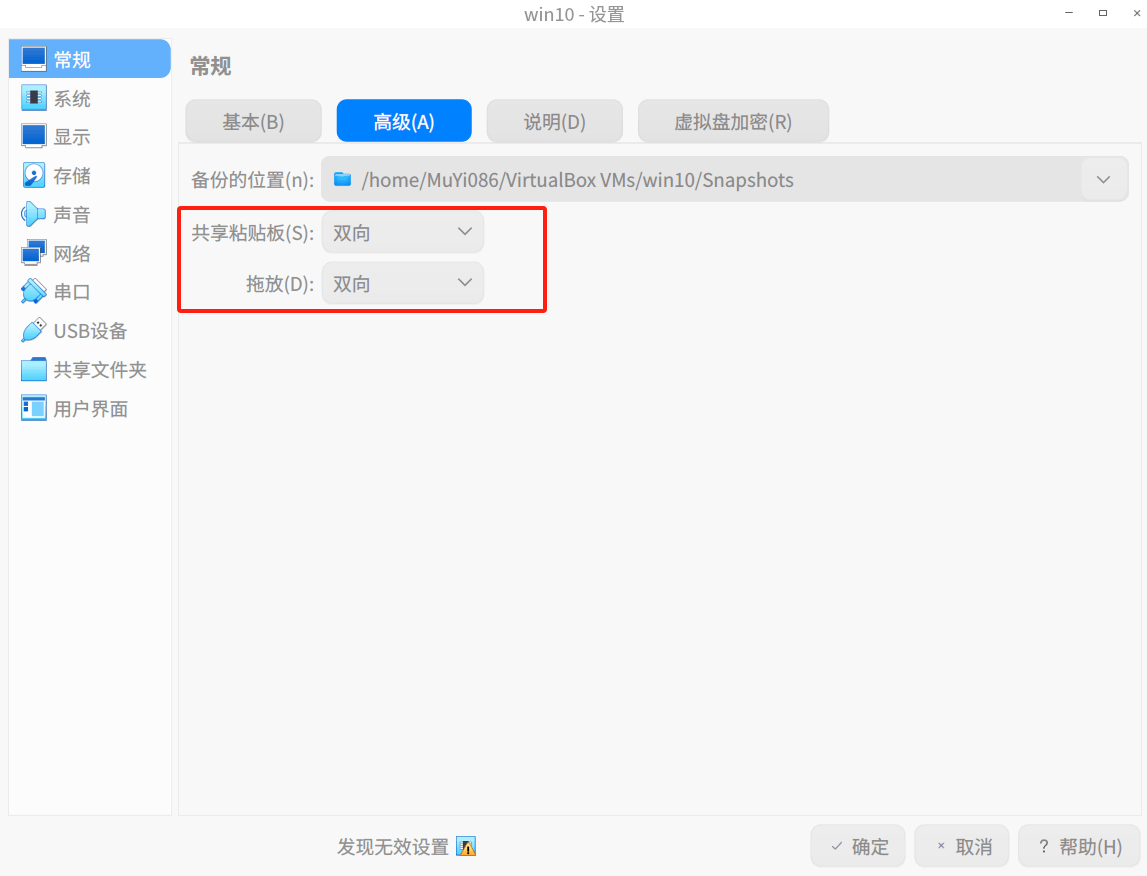 win10 - 设置
常规
系统
显示
存储
声音
网络
串口
USB设备
共享文件夹
用户界面
常规
基本(B) 高级(A) 说明(D) 虚拟盘加密(R)
备份的位置(n): /home/MuYi086/VirtualBox VMs/win10/Snapshots
共享粘贴板(S): 双向
拖放(D): 双向
发现无效设置
确定 取消 ? 帮助(H)